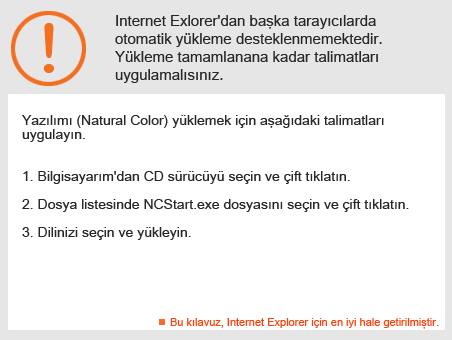 Internet Exlorer'dan başka tarayıcılarda
otomatik yükleme desteklenmemektedir.
Yükleme tamamlanana kadar talimatları
uygulamalısınız.
Yazılımı (Natural Color) yüklemek için aşağıdaki talimatları
uygulayın.
1. Bilgisayarım'dan CD sürücüyü seçin ve çift tıklatın.
2. Dosya listesinde NCStart.exe dosyasını seçin ve çift tıklatın.
3. Dilinizi seçin ve yükleyin.
Bu kılavuz, Internet Explorer için en iyi hale getirilmiştir.